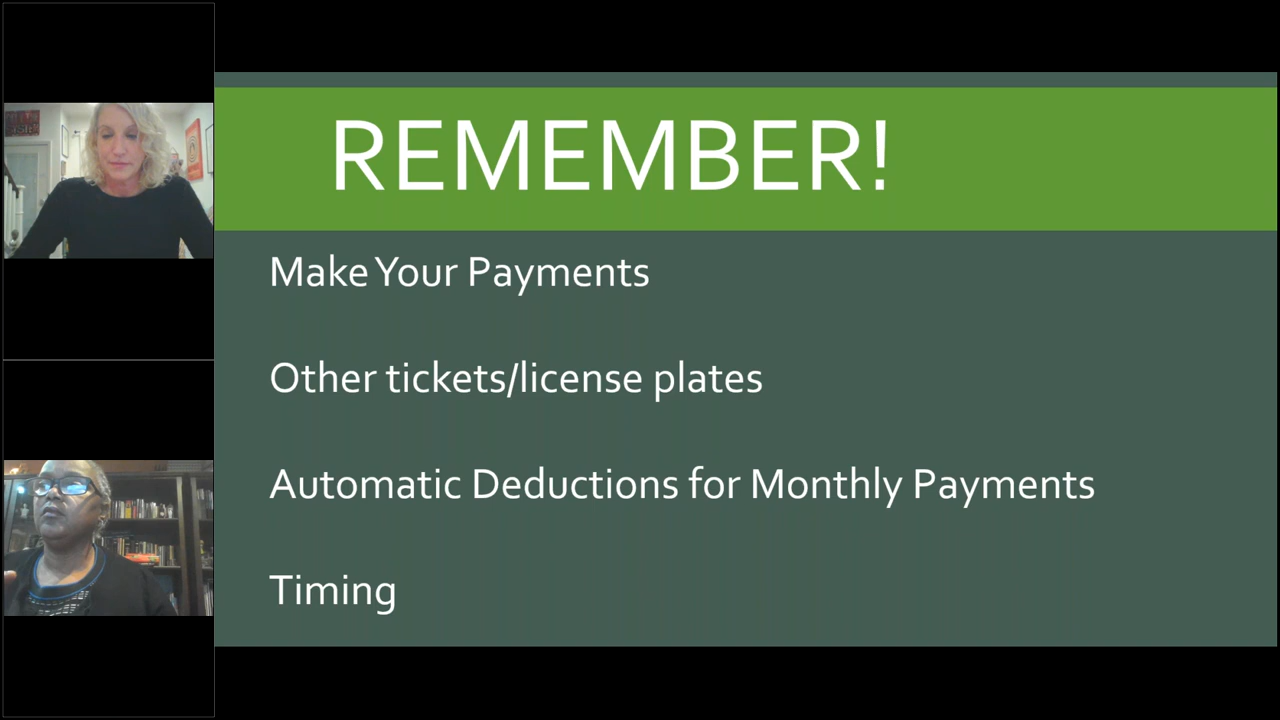 REMEMBER!
Make Your Payments
Other tickets/license plates
Automatic Deductions for Monthly Payments
Timing